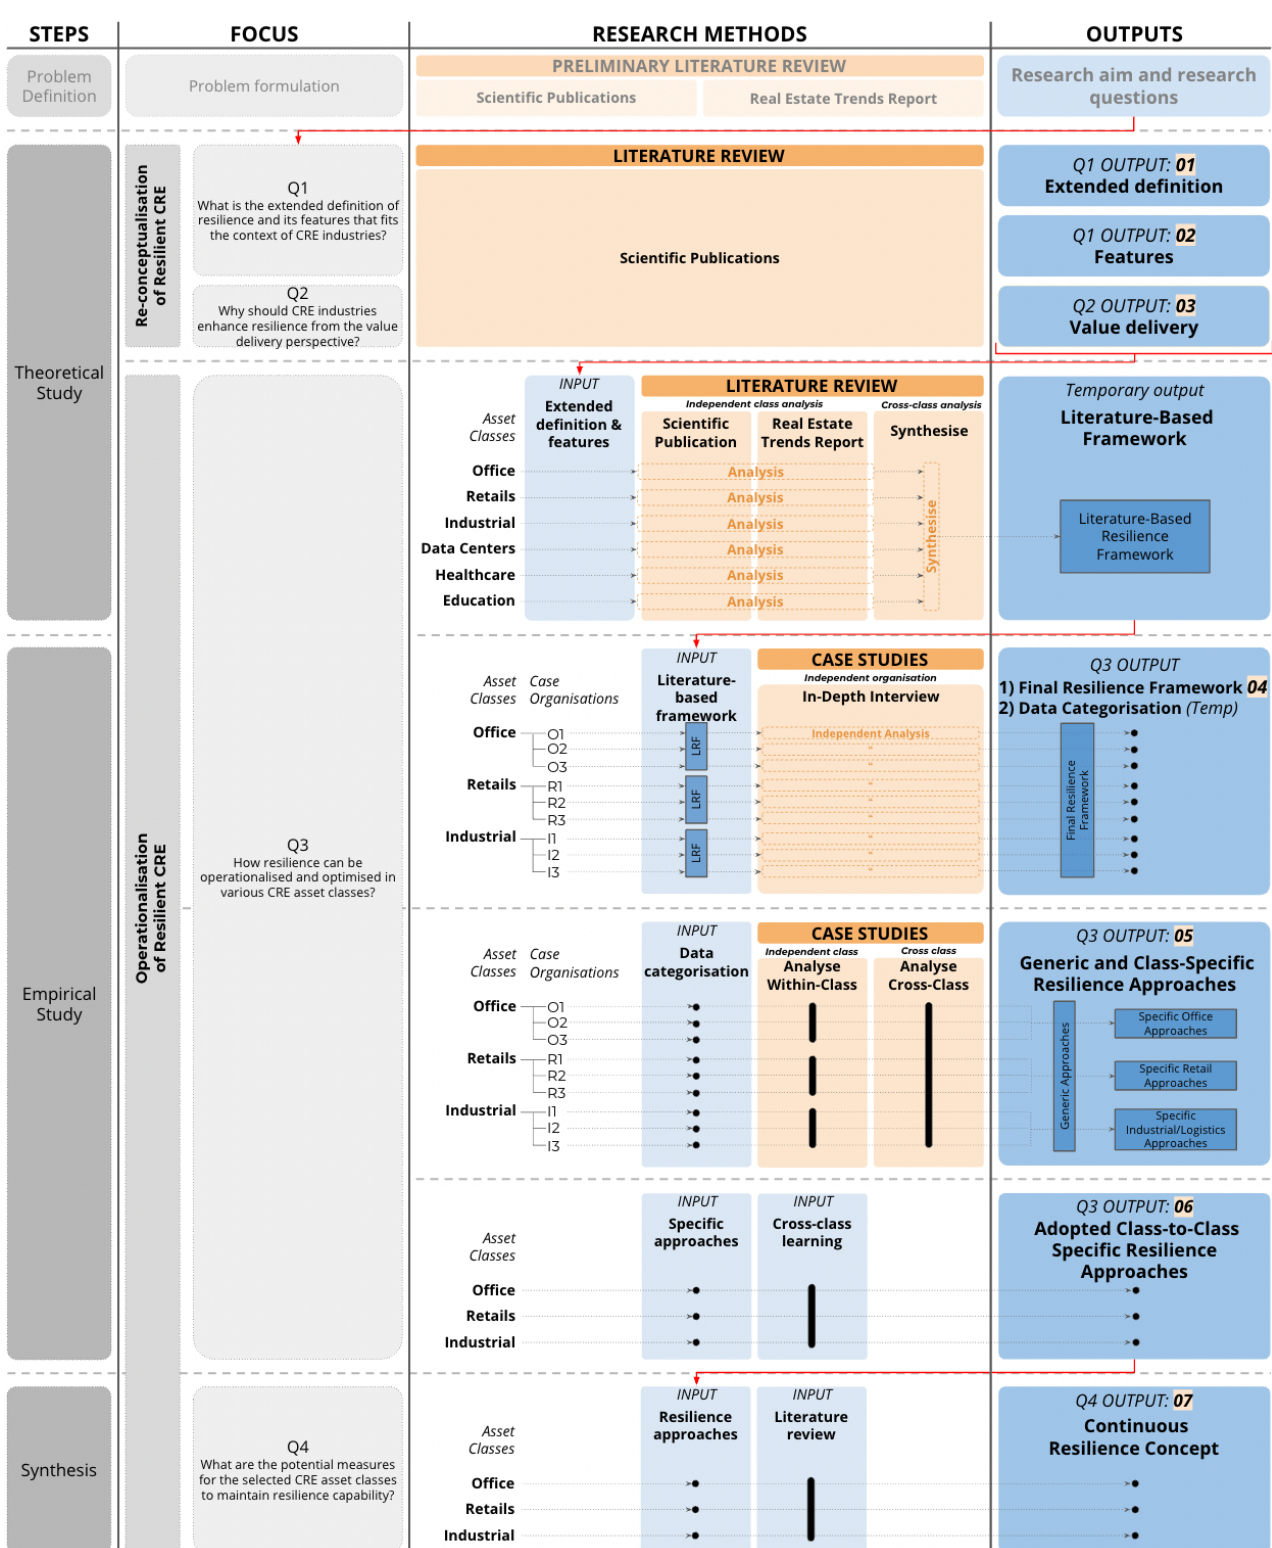 STEPS
FOCUS
RESEARCH METHODS
OUTPUTS
Problem
Definition
Problem formulation
PRELIMINARY LITERATURE REVIEW
Scientific Publications
Real Estate Trends Report
Research aim and research
questions
Theoretical
Study
Re-conceptualisation
of Resilient CRE
Q1
What is the extended definition of
resilience and its features that fits
the context of CRE industries?
Q2
Why should CRE industries
enhance resilience from the value
delivery perspective?
LITERATURE REVIEW
Scientific Publications
Q1 OUTPUT: 01
Extended definition
Q1 OUTPUT: 02
Features
Q2 OUTPUT: 03
Value delivery
Operationalisation
of Resilient CRE
Q3
How resilience can be
operationalised and optimised in
various CRE asset classes?
Asset
Classes
INPUT
Extended
definition &
features
LITERATURE REVIEW
Independent class analysis
Cross-class analysis
Scientific
Publication
Real Estate
Trends Report
Synthesise
Office
Analysis
Retails
Analysis
Industrial
Analysis
Data Centers
Analysis
Healthcare
Analysis
Education
Analysis
Synthesise
Temporary output
Literature-Based
Framework
Literature-Based
Resilience
Framework
Empirical
Study
Asset
Classes
Case
Organisations
INPUT
Literature-
based
framework
CASE STUDIES
Independent organisation
In-Depth Interview
Office
O1
O2
O3
LRF
Independent Analysis
"
"
Retails
R1
R2
R3
LRF
"
"
"
Industrial
I1
I2
I3
LRF
"
"
"
Q3 OUTPUT
1) Final Resilience Framework 04
2) Data Categorisation (Temp)
Final Resilience
Framework
Asset
Classes
Case
Organisations
INPUT
Data
categorisation
CASE STUDIES
Independent class
Cross class
Analyse
Within-Class
Analyse
Cross-Class
Office
O1
O2
O3
Retails
R1
R2
R3
Industrial
I1
I2
I3
Q3 OUTPUT: 05
Generic and Class-Specific
Resilience Approaches
Generic Approaches
Specific Office
Approaches
Specific Retail
Approaches
Specific
Industrial/Logistics
Approaches
Asset
Classes
INPUT
Specific
approaches
INPUT
Cross-class
learning
Office
Retails
Industrial
Q3 OUTPUT: 06
Adopted Class-to-Class
Specific Resilience
Approaches
Synthesis
Q4
What are the potential measures
for the selected CRE asset classes
to maintain resilience capability?
Asset
Classes
INPUT
Resilience
approaches
INPUT
Literature
review
Office
Retails
Industrial
Q4 OUTPUT: 07
Continuous
Resilience Concept